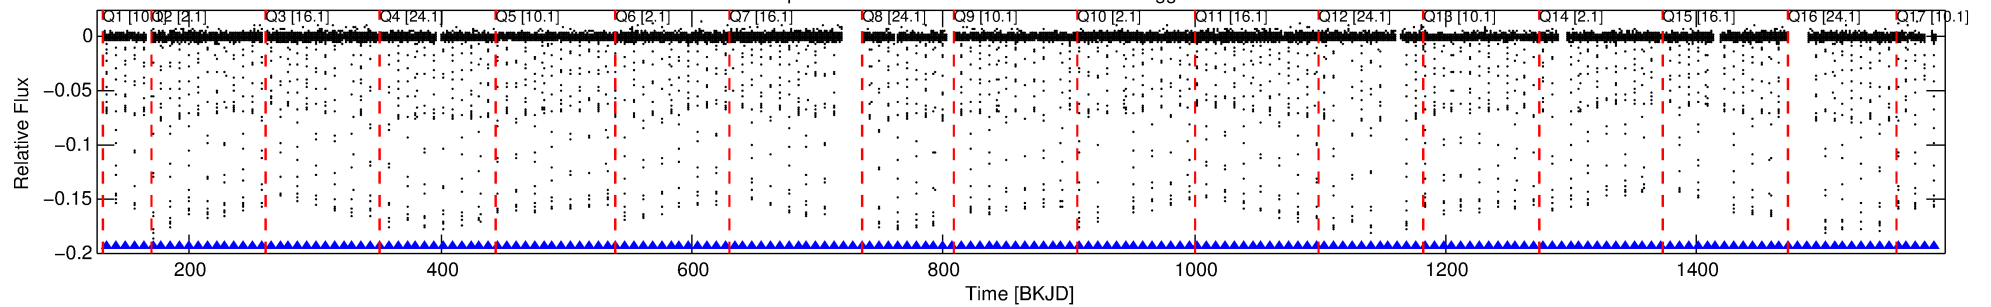 Q1 [10.1] Q2 [2.1] Q3 [16.1] Q4 [24.1] Q5 [10.1] Q6 [2.1] Q7 [16.1] Q8 [24.1] Q9 [10.1] Q10 [2.1] Q11 [16.1] Q12 [24.1] Q13 [10.1] Q14 [2.1] Q15 [16.1] Q16 [24.1] Q17 [10.1]
0
−0.05
−0.1
−0.15
−0.2
Relative Flux
200 400 600 800 1000 1200 1400
Time [BKJD]